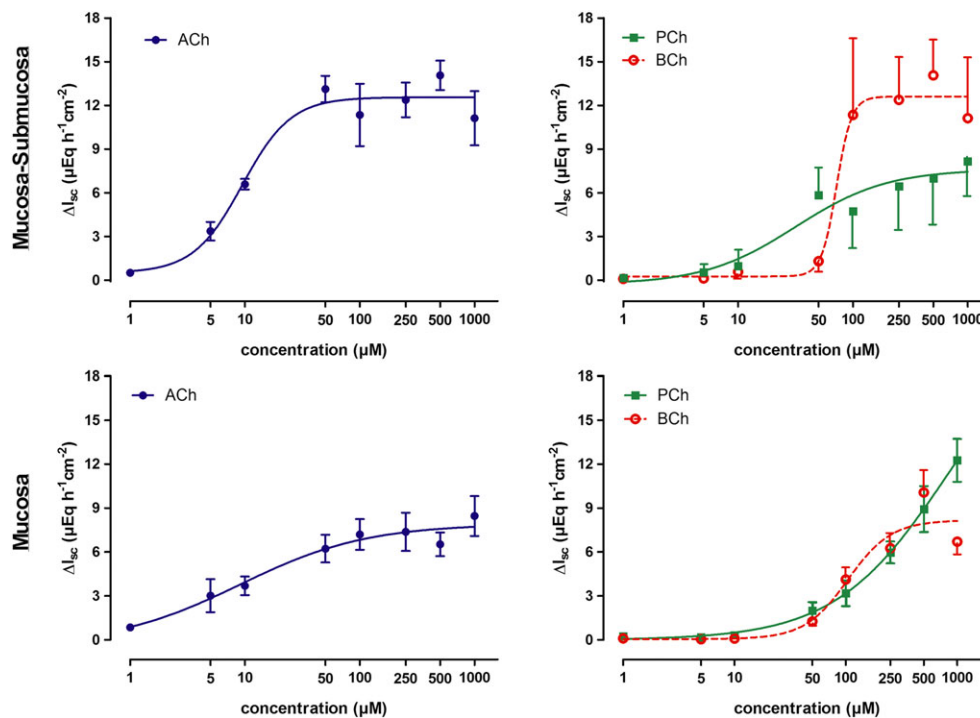 Mucosa-Submucosa
ΔIsc (µEq h-1cm-2)
18
15
12
9
6
3
0
ACh
1 5 10 50 100 250 500 1000
concentration (µM)
ΔIsc (µEq h-1cm-2)
18
15
12
9
6
3
0
PCh
BCh
1 5 10 50 100 250 500 1000
concentration (µM)
Mucosa
ΔIsc (µEq h-1cm-2)
18
15
12
9
6
3
0
ACh
1 5 10 50 100 250 500 1000
concentration (µM)
ΔIsc (µEq h-1cm-2)
18
15
12
9
6
3
0
PCh
BCh
1 5 10 50 100 250 500 1000
concentration (µM)